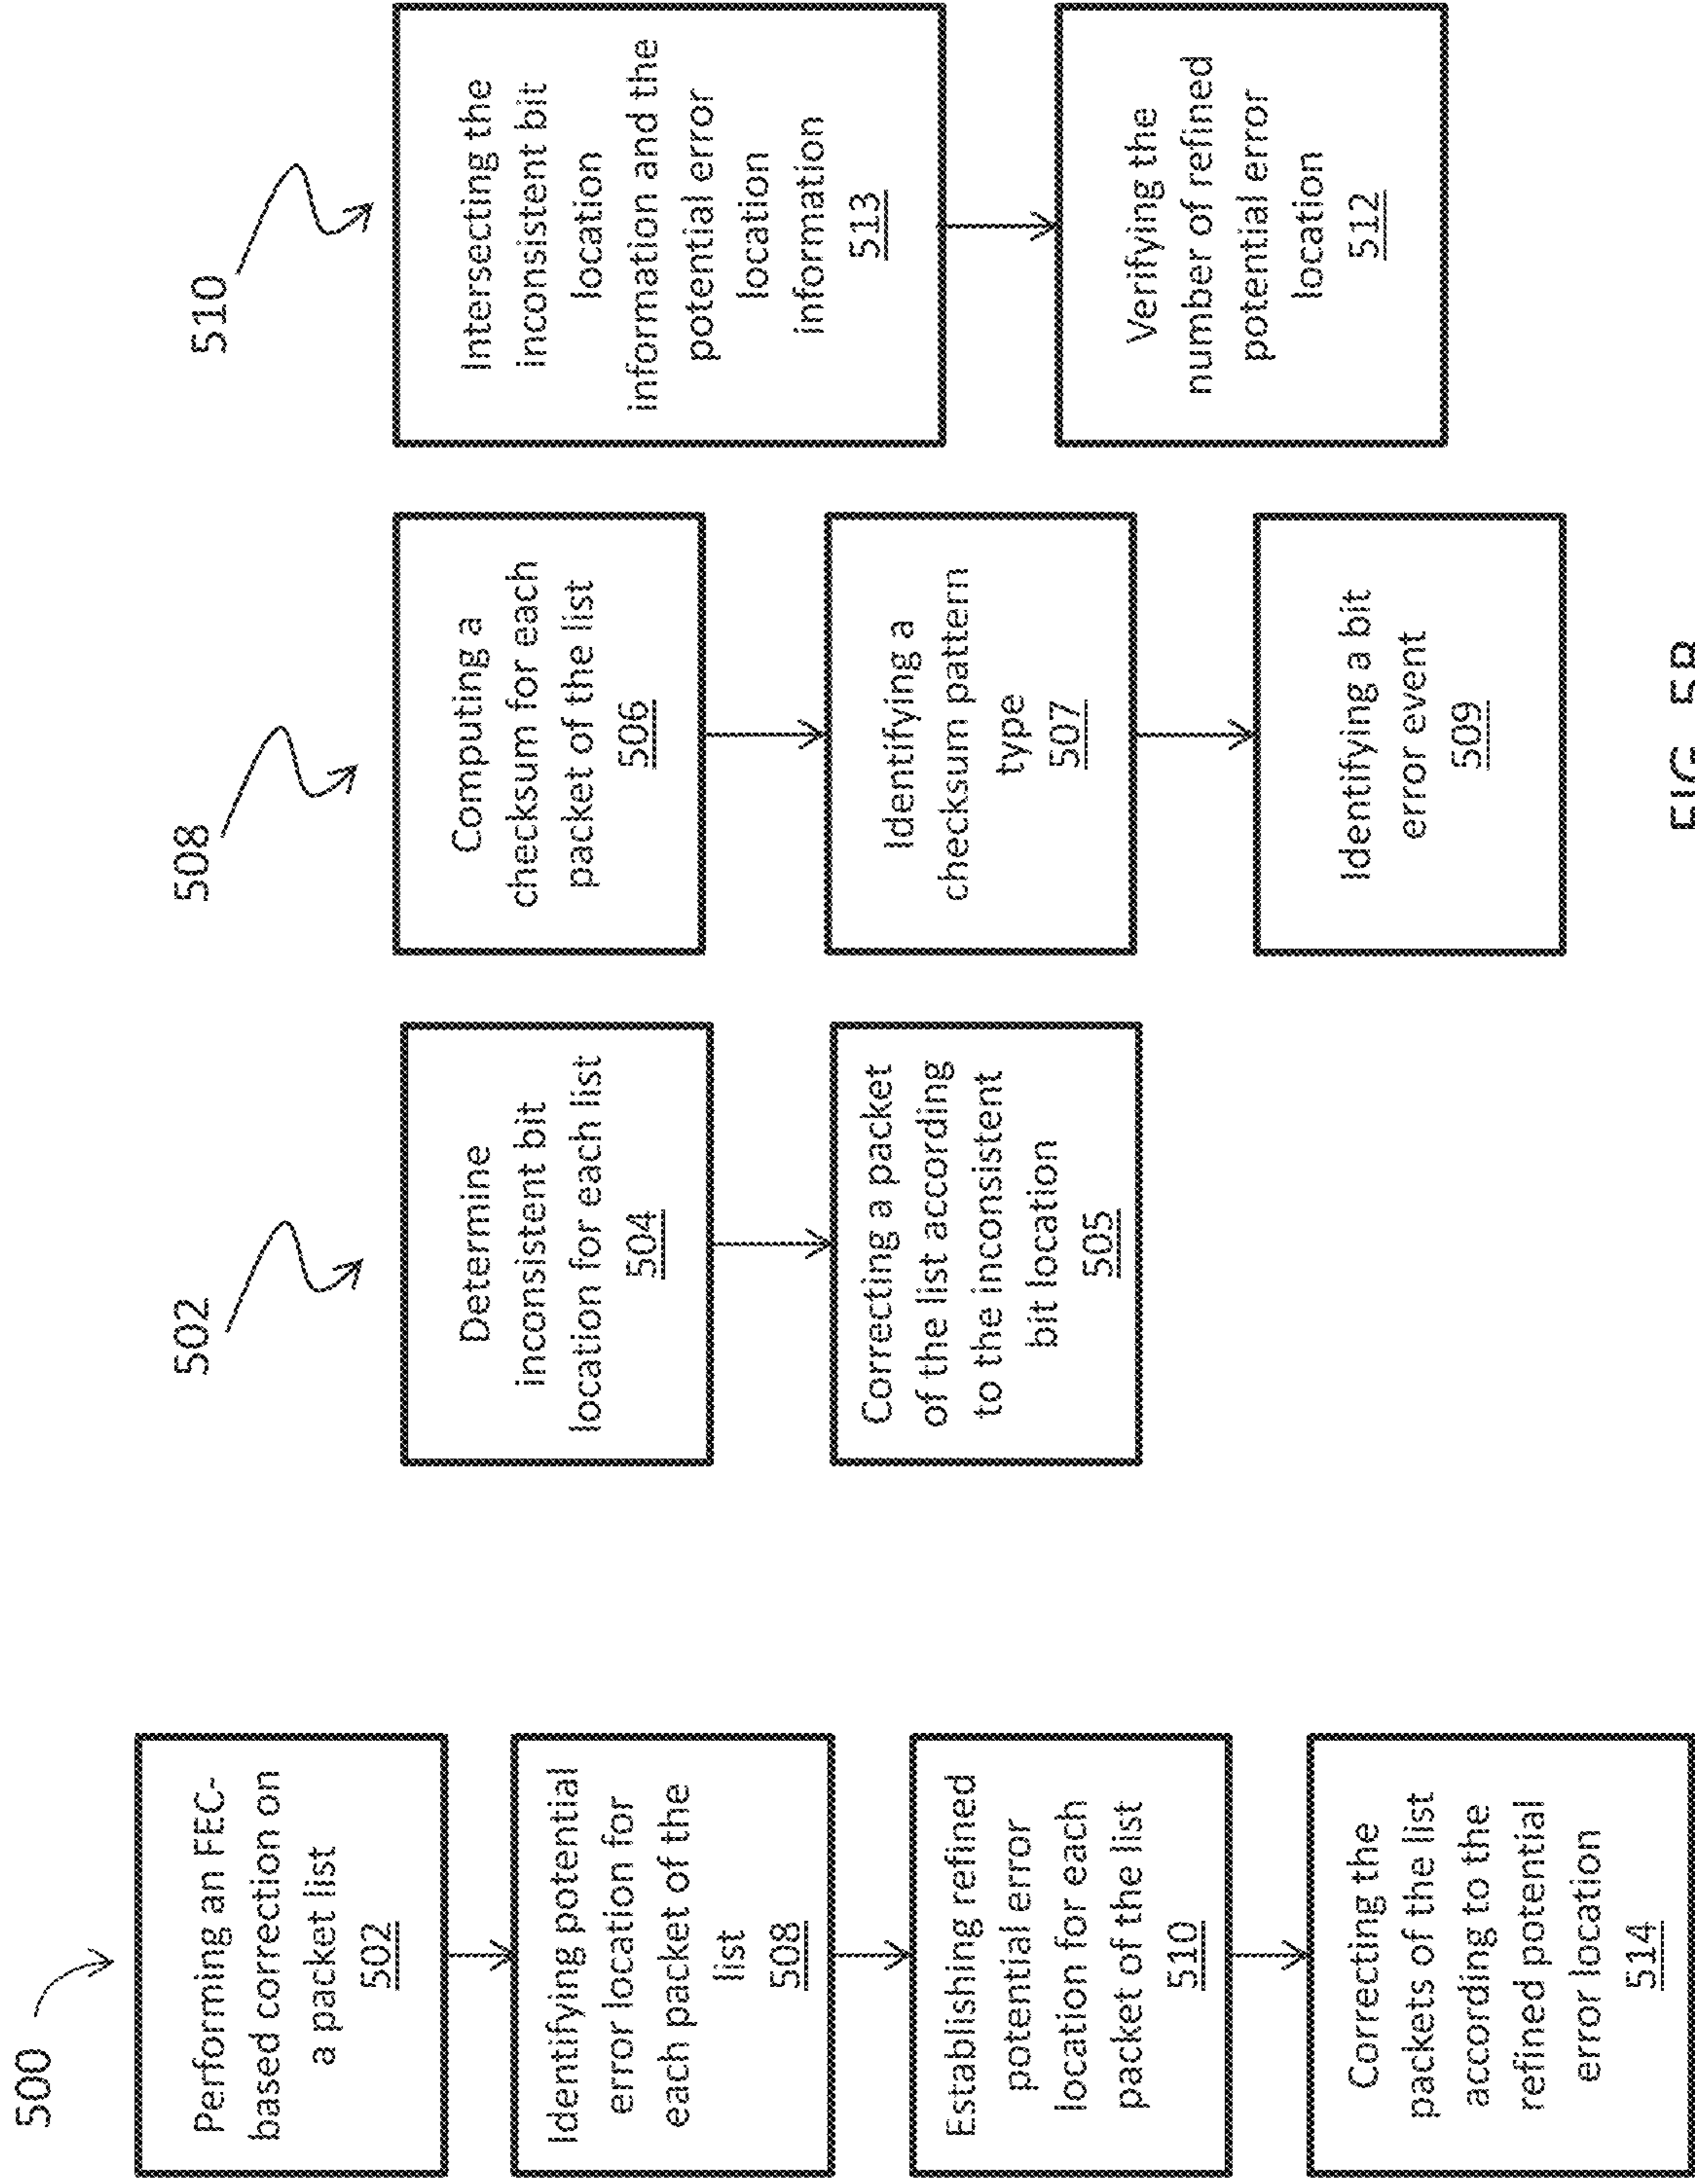 500
Performing an FEC-
based correction on
a packet list
502
Identifying potential
error location for
each packet of the
list
508
Establishing refined
potential error
location for each
packet of the list
510
Correcting the
packets of the list
according to the
refined potential
error location
514
502
Determine
inconsistent bit
location for each list
504
Correcting a packet
of the list according
to the inconsistent
bit location
505
508
Computing a
checksum for each
packet of the list
506
Identifying a
checksum pattern
type
507
Identifying a bit
error event
509
510
Intersecting the
inconsistent bit
location
information and the
potential error
location
information
513
Verifying the
number of refined
potential error
location
512
FIG. 5B